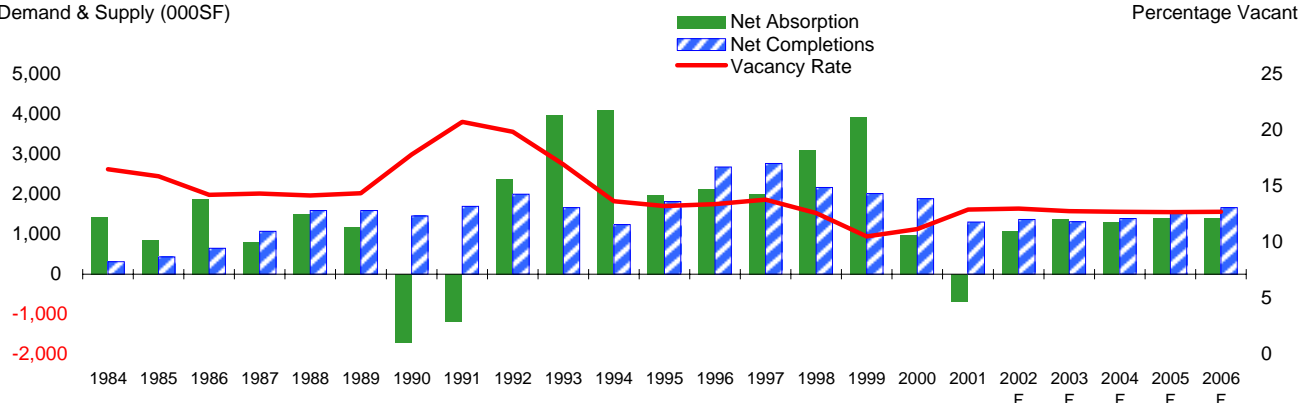 Demand & Supply (000SF)
Percentage Vacant
Net Absorption
Net Completions
Vacancy Rate
5,000
4,000
3,000
2,000
1,000
0
-1,000
-2,000
25
20
15
10
5
0
1984 1985 1986 1987 1988 1989 1990 1991 1992 1993 1994 1995 1996 1997 1998 1999 2000 2001 2002 2003 2004 2005 2006